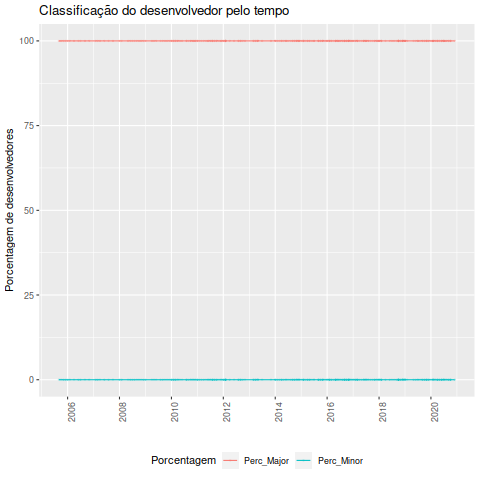 Classificação do desenvolvedor pelo tempo
Porcentagem de desenvolvedores
100
75
50
25
0
2006
2008
2010
2012
2014
2016
2018
2020
Porcentagem
Perc_Major
Perc_Minor